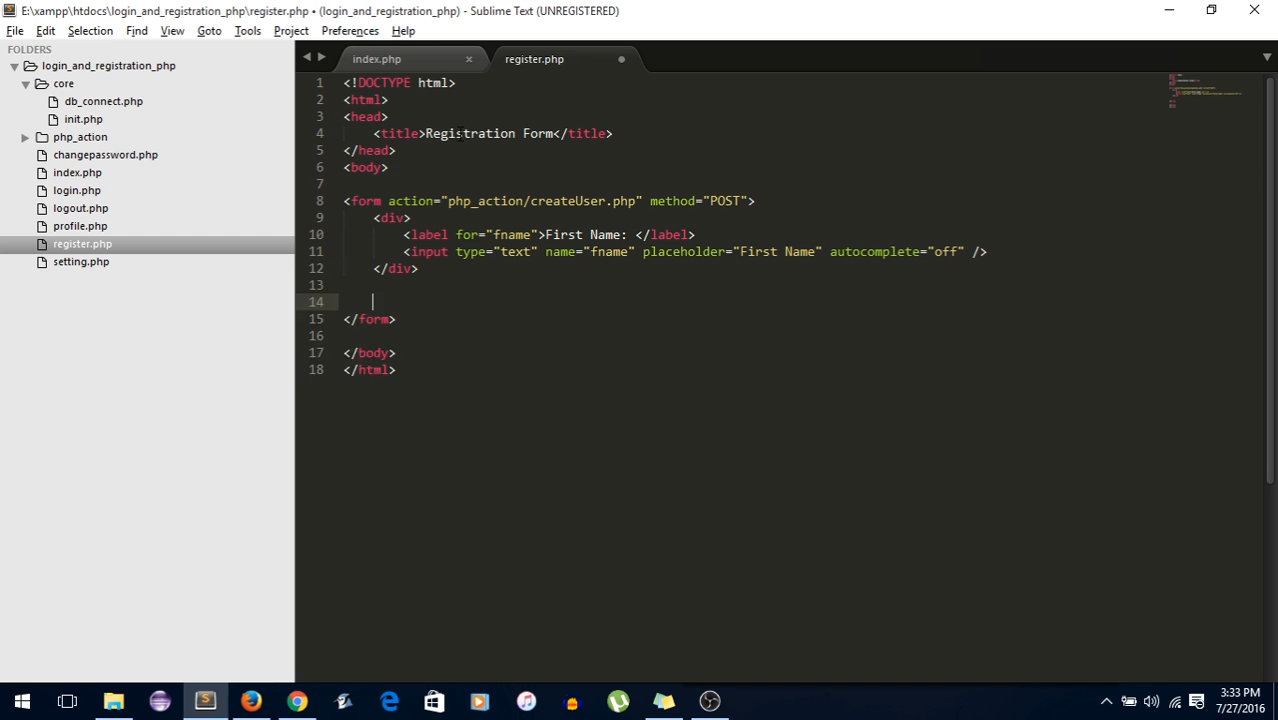 E:\xampp\htdocs\login_and_registration_php\register.php • (login_and_registration_php) - Sublime Text (UNREGISTERED)
File Edit Selection Find View Goto Tools Project Preferences Help
FOLDERS
login_and_registration_php
core
db_connect.php
init.php
php_action
changepassword.php
index.php
login.php
logout.php
profile.php
register.php
setting.php
index.php × register.php
1 <!DOCTYPE html>
2 <html>
3 <head>
4 <title>Registration Form</title>
5 </head>
6 <body>
7
8 <form action="php_action/createUser.php" method="POST">
9 <div>
10 <label for="fname">First Name: </label>
11 <input type="text" name="fname" placeholder="First Name" autocomplete="off" />
12 </div>
13
14
15 </form>
16
17 </body>
18 </html>
3:33 PM
7/27/2016